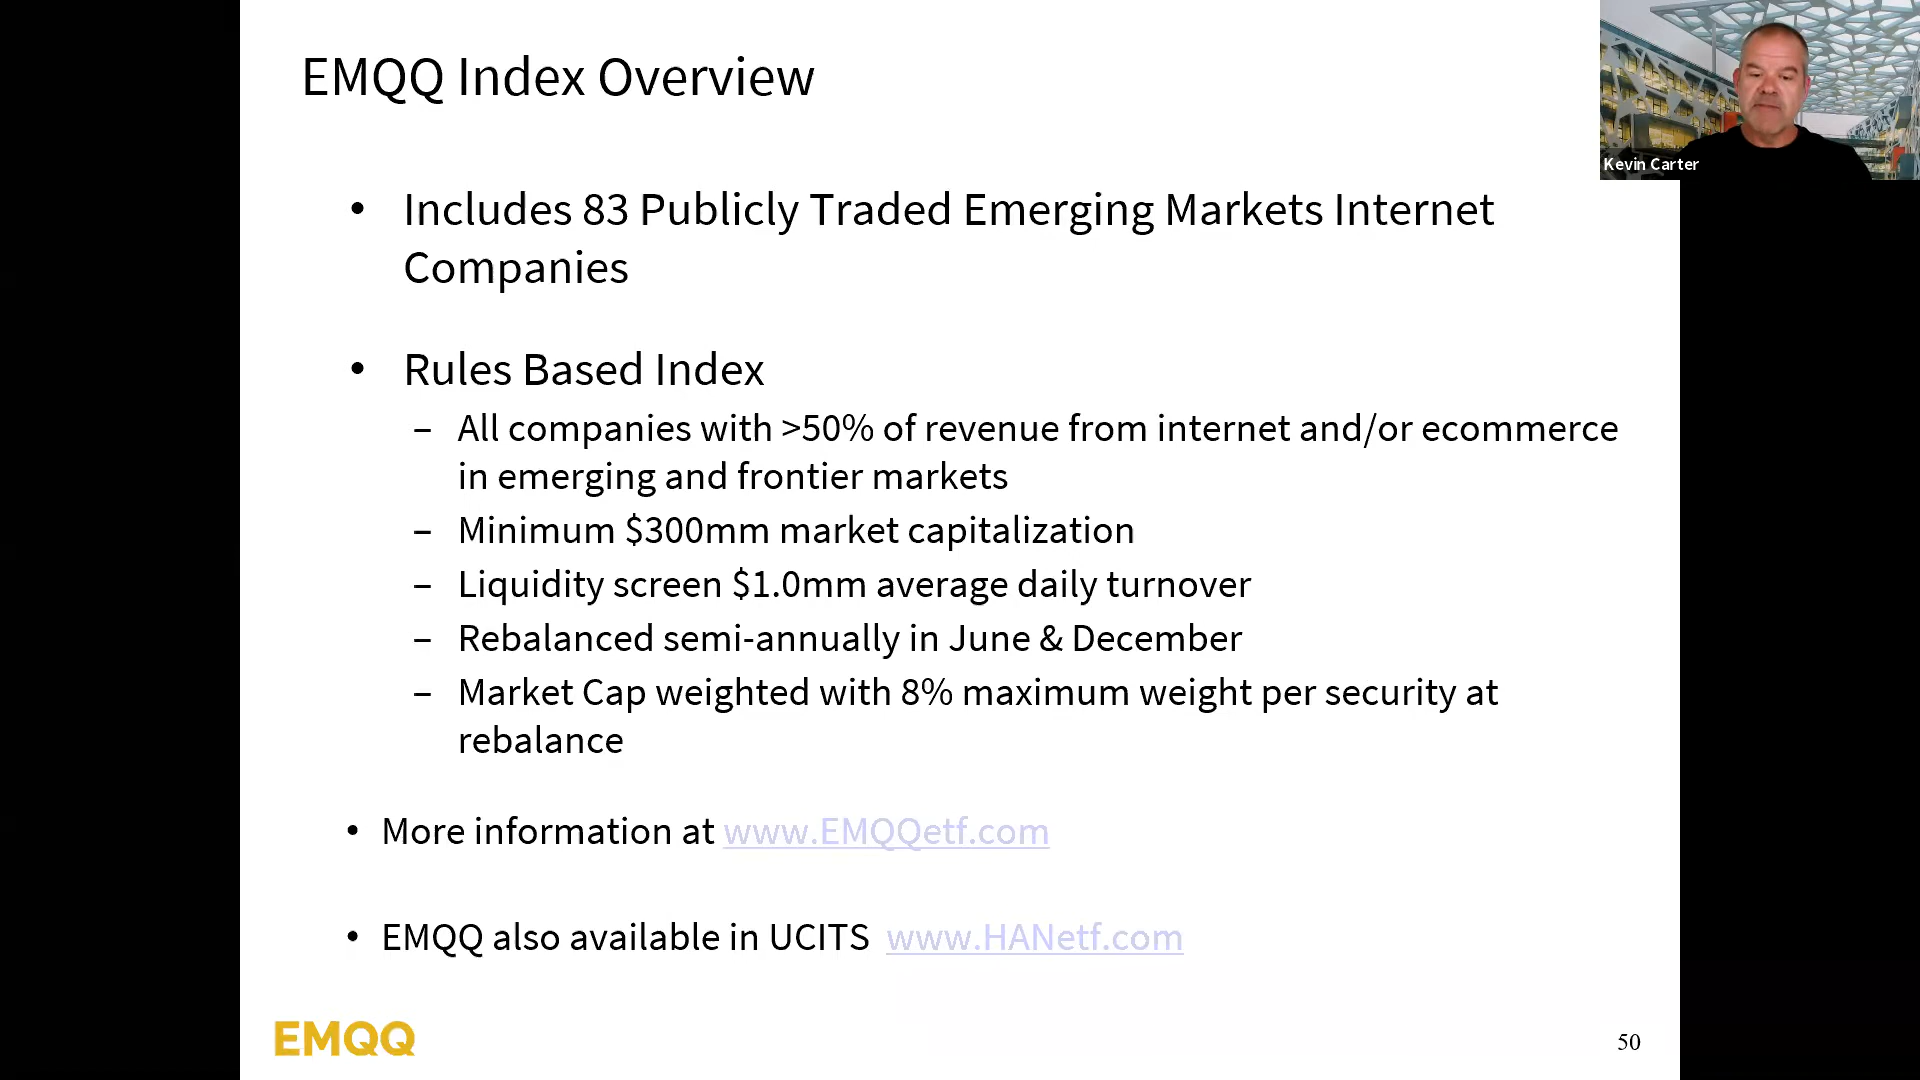 EMQQ Index Overview
Kevin Carter
• Includes 83 Publicly Traded Emerging Markets Internet
Companies
• Rules Based Index
– All companies with >50% of revenue from internet and/or ecommerce
in emerging and frontier markets
– Minimum $300mm market capitalization
– Liquidity screen $1.0mm average daily turnover
– Rebalanced semi-annually in June & December
– Market Cap weighted with 8% maximum weight per security at
rebalance
• More information at www.EMQQetf.com
• EMQQ also available in UCITS www.HANetf.com
EMQQ
50